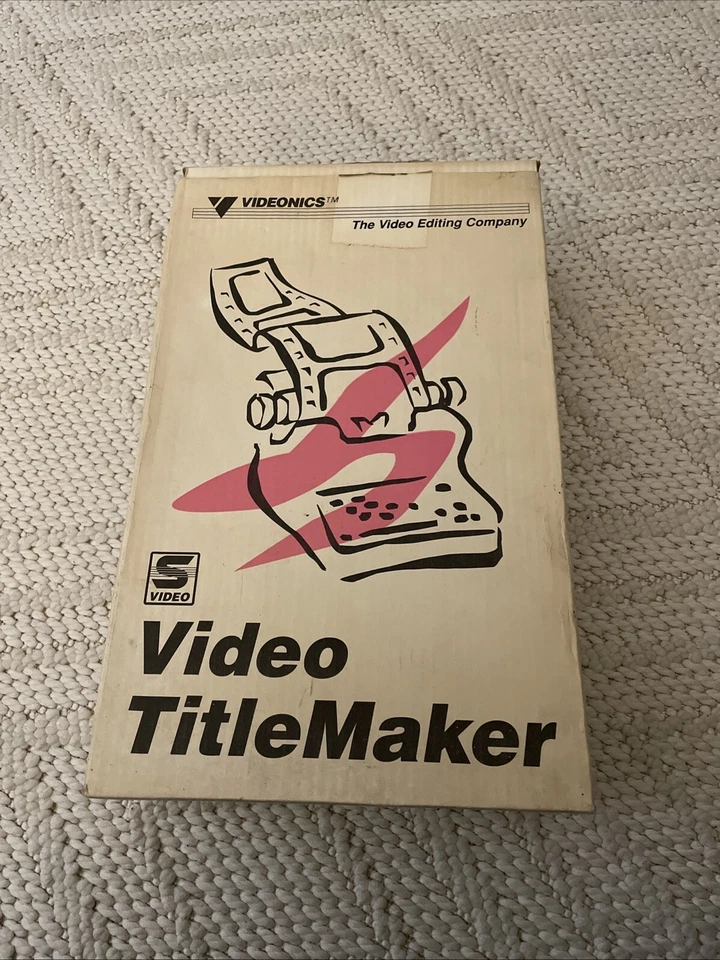 VIDEONICS™
The Video Editing Company
S
VIDEO
Video
TitleMaker